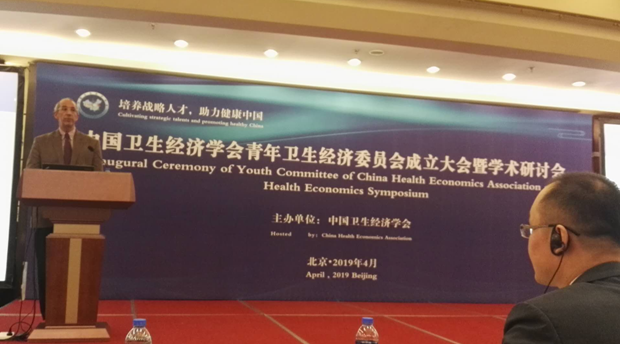 培养战略人才，助力健康中国
Cultivating strategic talents and promoting healthy China
中国卫生经济学会青年卫生经济委员会成立大会暨学术研讨会
naugural Ceremony of Youth Committee of China Health Economics Association
Health Economics Symposium
主办单位：中国卫生经济学会
Hosted by: China Health Economics Association
北京•2019年4月
April, 2019 Beijing